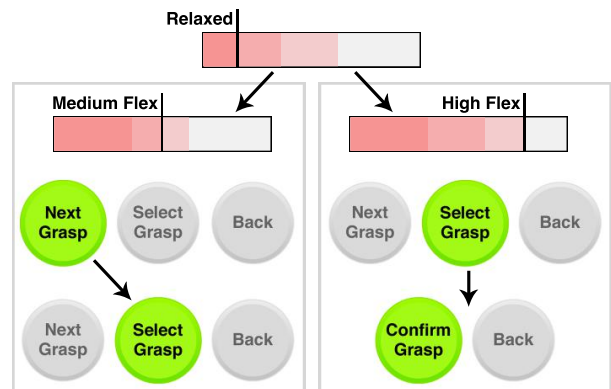 Relaxed
Medium Flex
High Flex
Next
Grasp
Select
Grasp
Back
Next
Grasp
Select
Grasp
Back
Next
Grasp
Select
Grasp
Back
Confirm
Grasp
Back